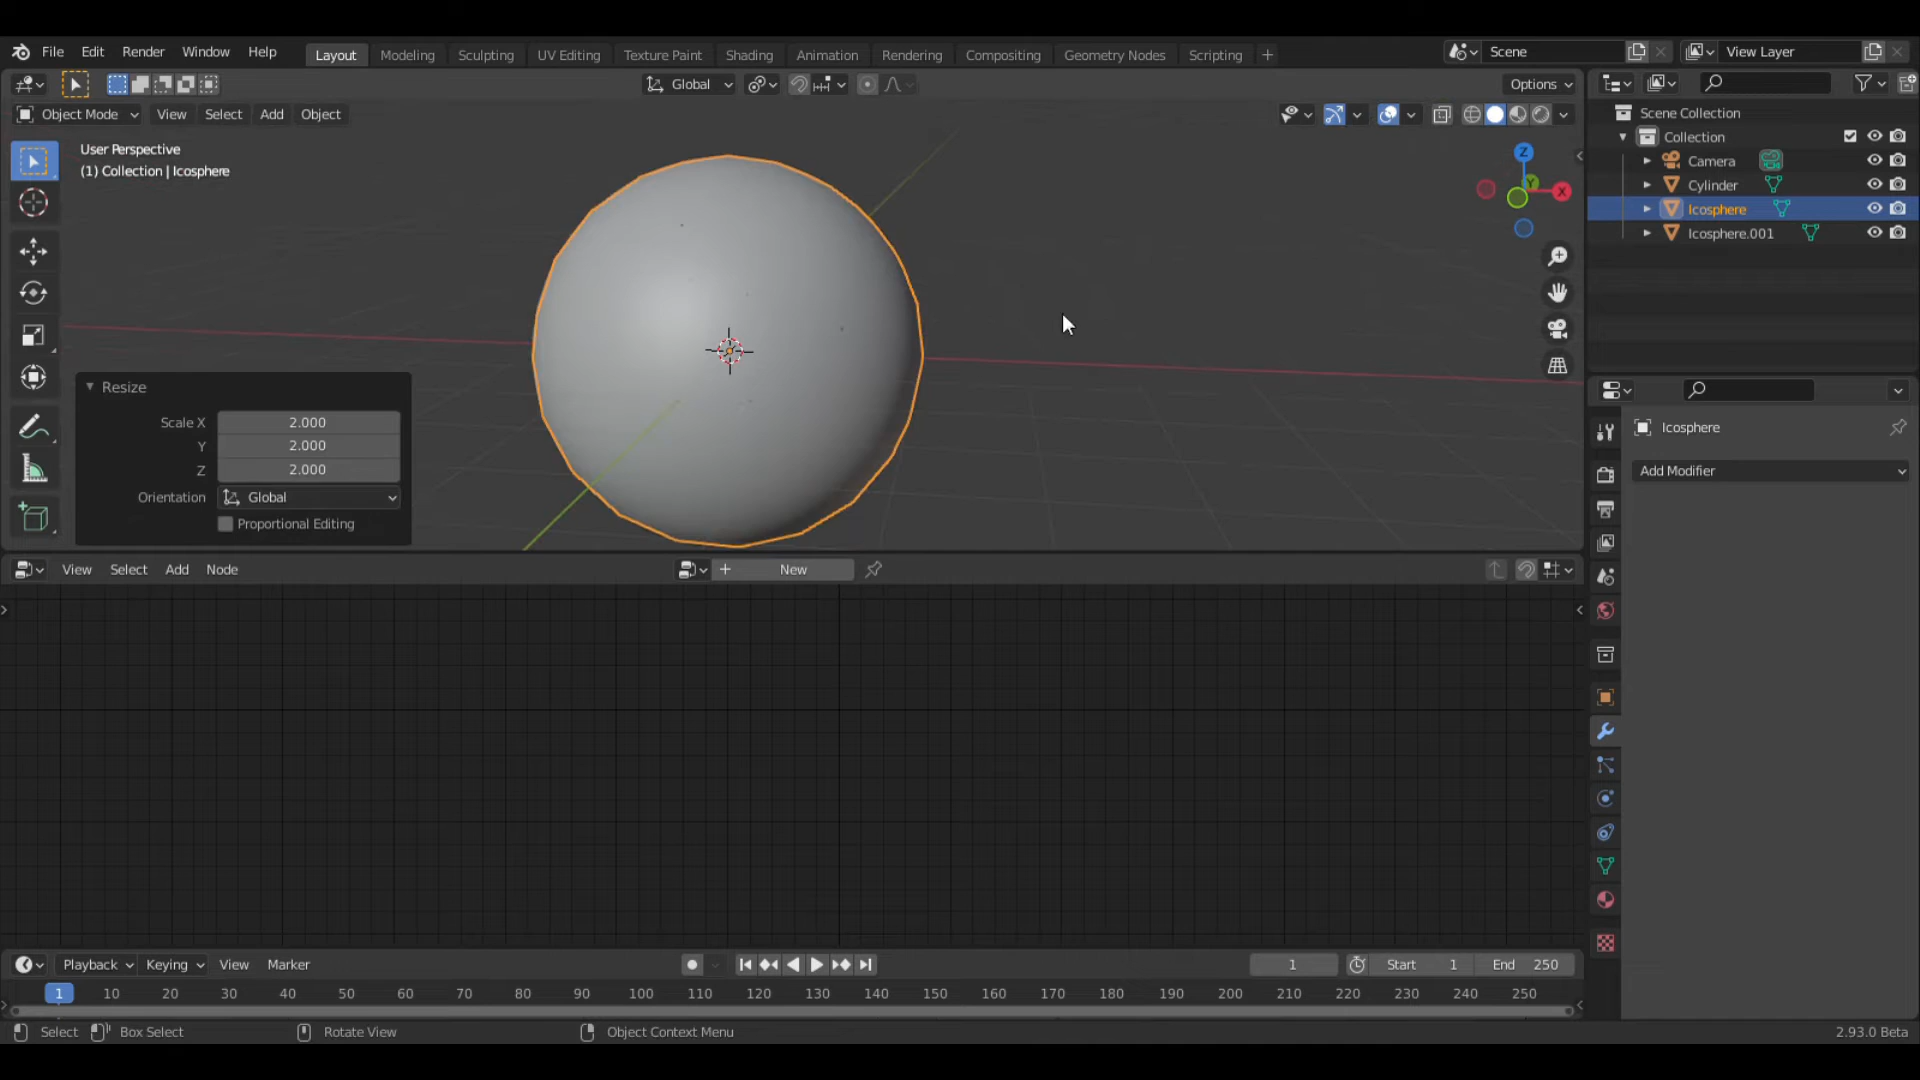 File Edit Render Window Help Layout Modeling Sculpting UV Editing Texture Paint Shading Animation Rendering Compositing Geometry Nodes Scripting + Scene View Layer
Global Options
Object Mode View Select Add Object
User Perspective
(1) Collection | Icosphere
Z
Y
X
Scene Collection
Collection
Camera
Cylinder
Icosphere
Icosphere.001
Resize
Scale X 2.000
Y 2.000
Z 2.000
Orientation Global
Proportional Editing
Icosphere
Add Modifier
View Select Add Node + New
Playback Keying View Marker 1 Start 1 End 250
1 10 20 30 40 50 60 70 80 90 100 110 120 130 140 150 160 170 180 190 200 210 220 230 240 250
Select Box Select Rotate View Object Context Menu 2.93.0 Beta